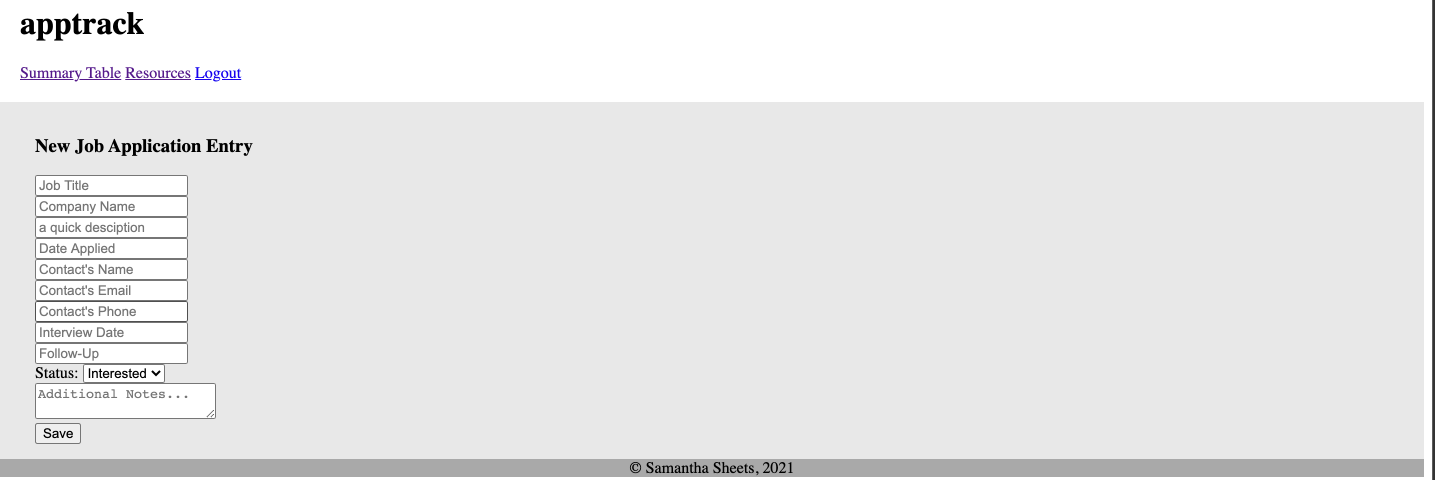 apptrack
Summary Table Resources Logout
New Job Application Entry
Job Title
Company Name
a quick desciption
Date Applied
Contact's Name
Contact's Email
Contact's Phone
Interview Date
Follow-Up
Status: Interested
Additional Notes...
Save
© Samantha Sheets, 2021